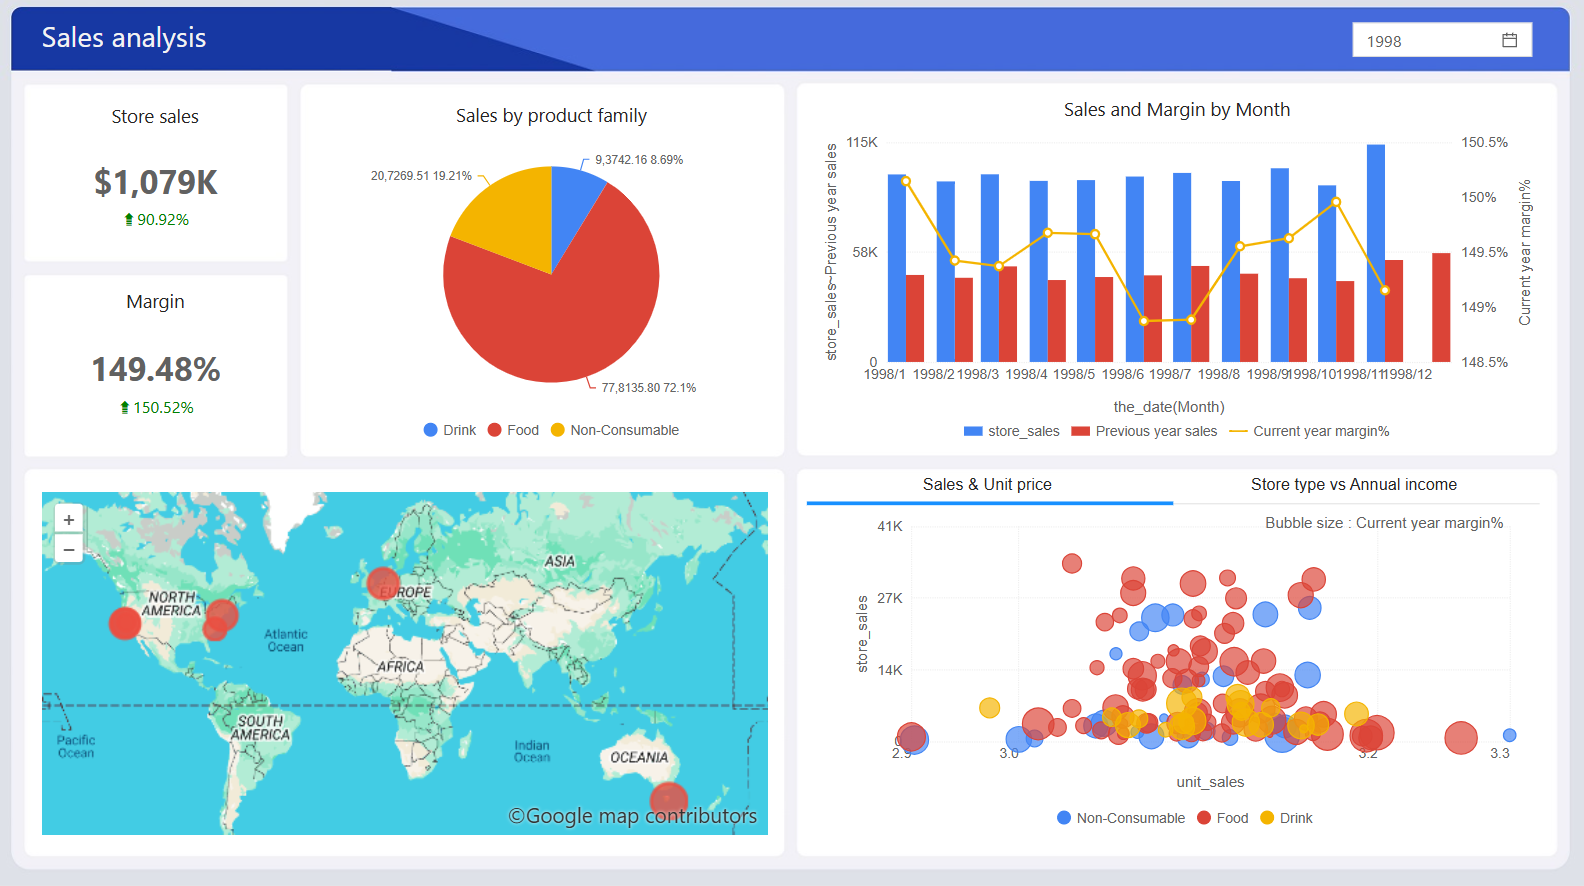 Sales analysis
1998
Store sales
$1,079K
90.92%
Margin
149.48%
150.52%
Sales by product family
9,3742.16 8.69%
20,7269.51 19.21%
77,8135.80 72.1%
Drink Food Non-Consumable
Sales and Margin by Month
store_sales~Previous year sales
115K
58K
0
150.5%
150%
149.5%
149%
148.5%
Current year margin%
1998/1 1998/2 1998/3 1998/4 1998/5 1998/6 1998/7 1998/8 1998/9 1998/10 1998/11 1998/12
the_date(Month)
store_sales Previous year sales Current year margin%
+
−
NORTH
AMERICA
Atlantic
Ocean
EUROPE
ASIA
AFRICA
SOUTH
AMERICA
Pacific
Ocean
Indian
Ocean
OCEANIA
©Google map contributors
Sales & Unit price
Store type vs Annual income
Bubble size : Current year margin%
store_sales
41K
27K
14K
0
2.9 3.0 3.2 3.3
unit_sales
Non-Consumable Food Drink